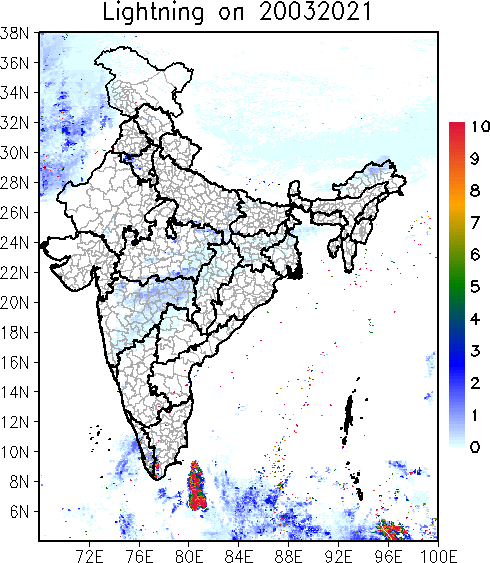 Lightning on 20032021
38N
36N
34N
32N
30N
28N
26N
24N
22N
20N
18N
16N
14N
12N
10N
8N
6N
72E 76E 80E 84E 88E 92E 96E 100E
10
9
8
7
6
5
4
3
2
1
0